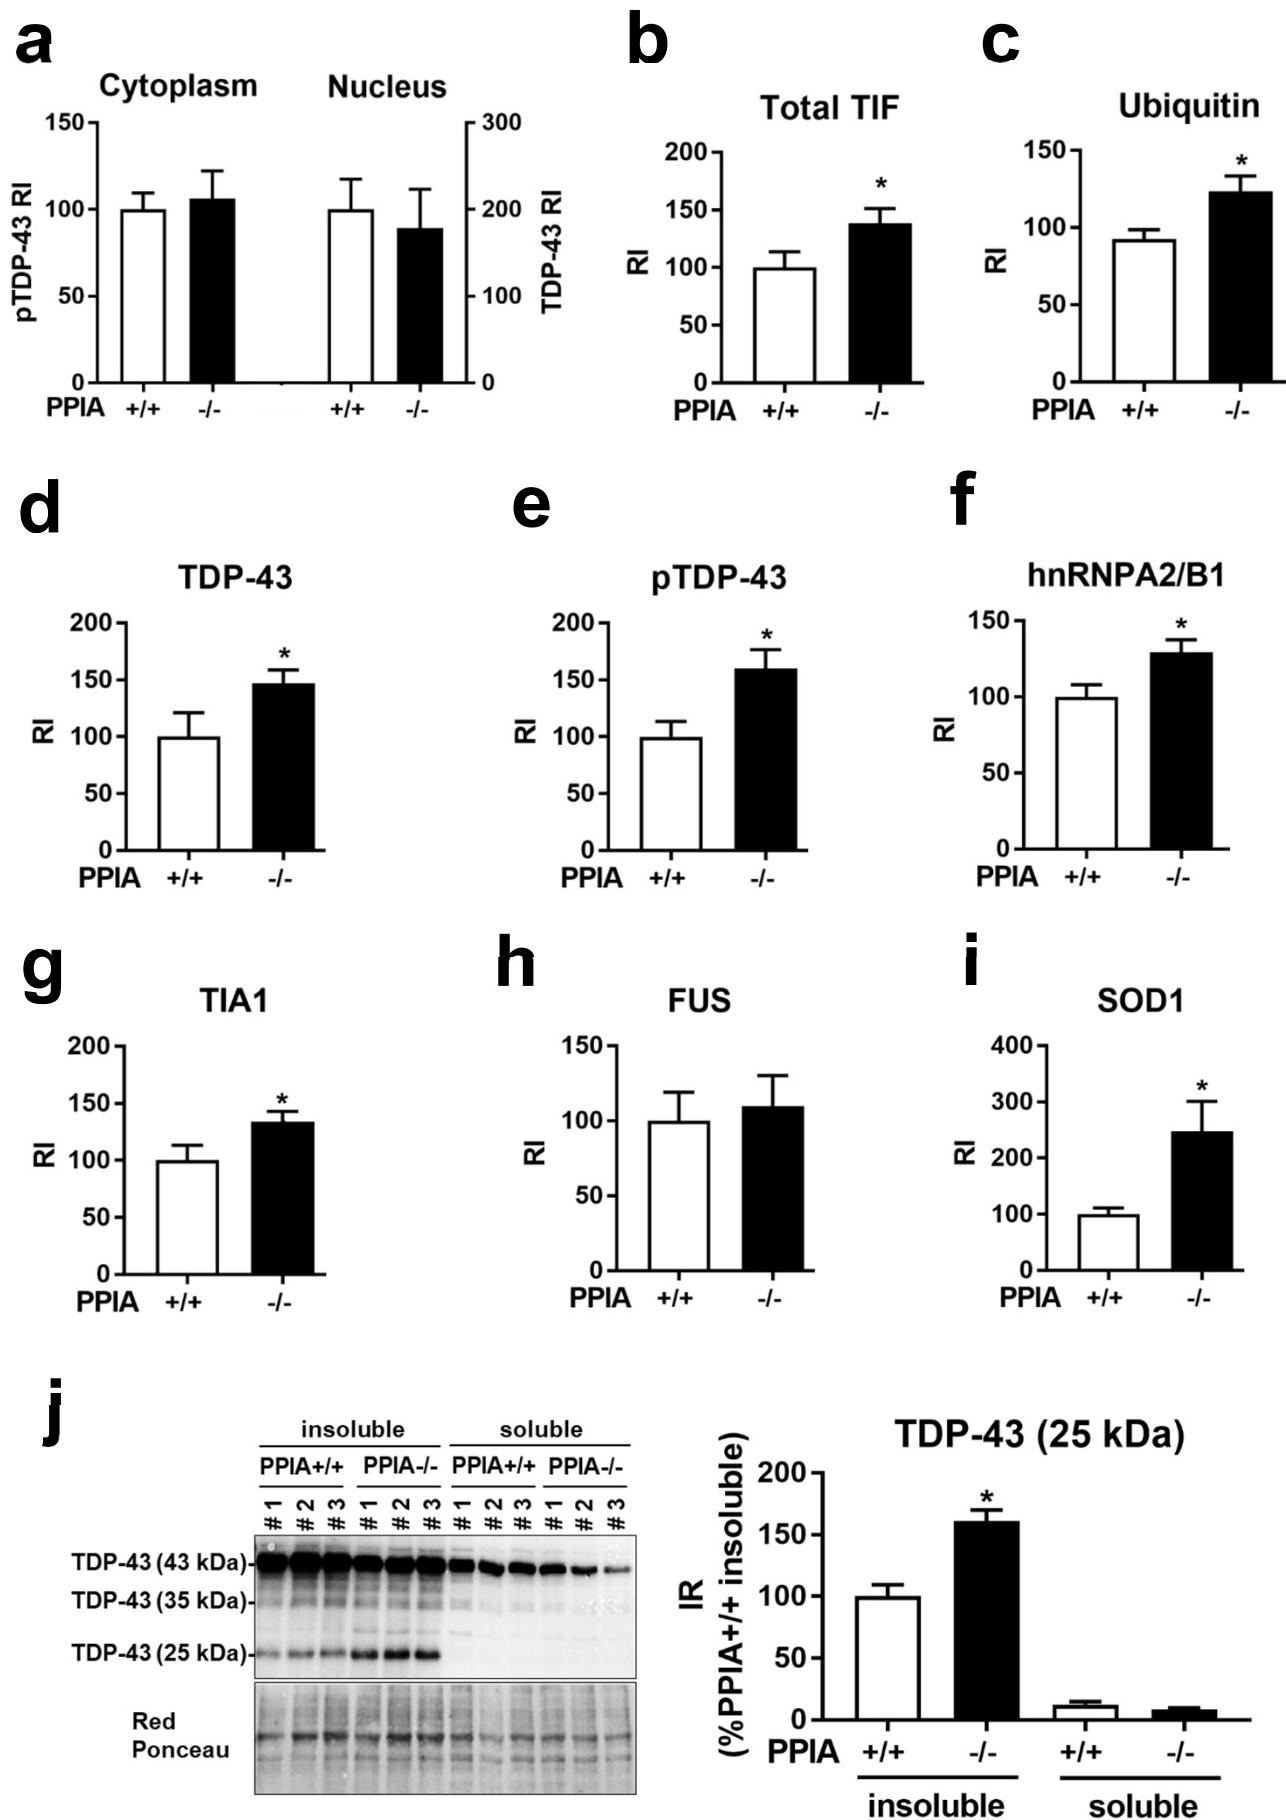 a
Cytoplasm Nucleus
150 300
100 200
50 100
0 0
pTDP-43 RI
TDP-43 RI
PPIA +/+ -/- +/+ -/-
b
Total TIF
200
*
150
100
50
0
RI
PPIA +/+ -/-
c
Ubiquitin
150
*
100
50
0
RI
PPIA +/+ -/-
d
TDP-43
200
*
150
100
50
0
RI
PPIA +/+ -/-
e
pTDP-43
200
*
150
100
50
0
RI
PPIA +/+ -/-
f
hnRNPA2/B1
150
*
100
50
0
RI
PPIA +/+ -/-
g
TIA1
200
150
*
100
50
0
RI
PPIA +/+ -/-
h
FUS
150
100
50
0
RI
PPIA +/+ -/-
i
SOD1
400
300
*
200
100
0
RI
PPIA +/+ -/-
j
insoluble soluble
PPIA+/+ PPIA-/- PPIA+/+ PPIA-/-
#1 #2 #3 #1 #2 #3 #1 #2 #3 #1 #2 #3
TDP-43 (43 kDa)-
TDP-43 (35 kDa)-
TDP-43 (25 kDa)-
Red
Ponceau
TDP-43 (25 kDa)
200
*
150
100
50
0
IR
(%PPIA+/+ insoluble)
PPIA +/+ -/- +/+ -/-
insoluble soluble